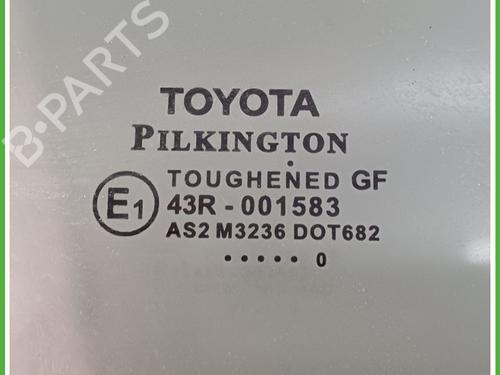 B-PARTS
TOYOTA
PILKINGTON
TOUGHENED GF
E1 43R - 001583
AS2 M3236 DOT682
..... 0